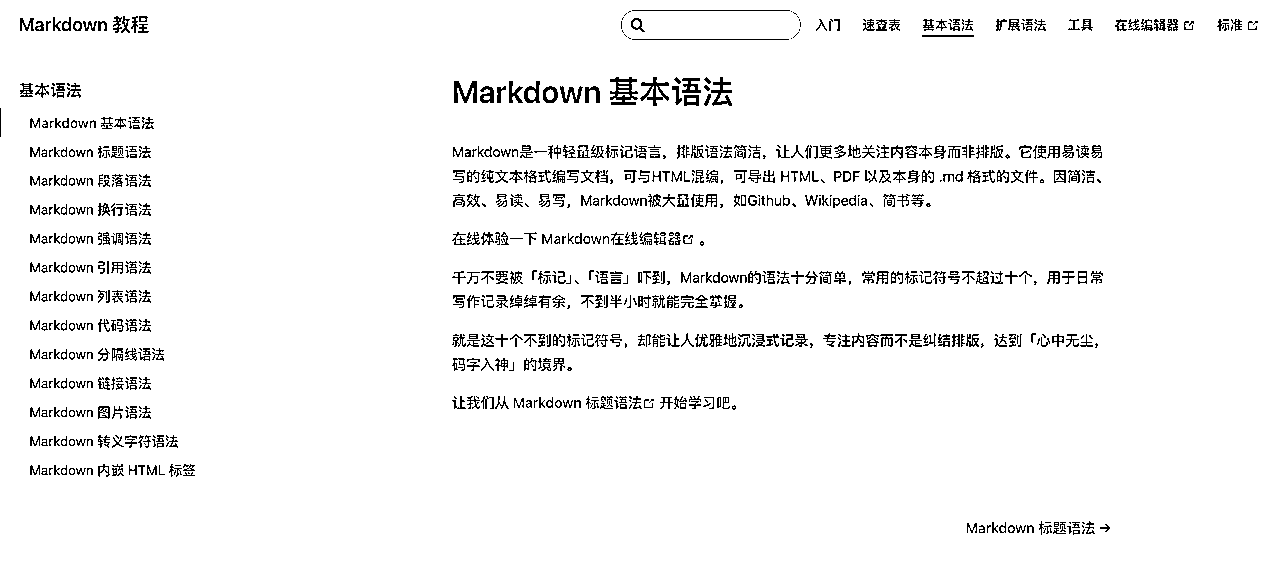 Markdown 教程
入门 速查表 基本语法 扩展语法 工具 在线编辑器 标准
基本语法
Markdown 基本语法
Markdown 标题语法
Markdown 段落语法
Markdown 换行语法
Markdown 强调语法
Markdown 引用语法
Markdown 列表语法
Markdown 代码语法
Markdown 分隔线语法
Markdown 链接语法
Markdown 图片语法
Markdown 转义字符语法
Markdown 内嵌 HTML 标签
Markdown 基本语法
Markdown是一种轻量级标记语言，排版语法简洁，让人们更多地关注内容本身而非排版。它使用易读易
写的纯文本格式编写文档，可与HTML混编，可导出 HTML、PDF 以及本身的 .md 格式的文件。因简洁、
高效、易读、易写，Markdown被大量使用，如Github、Wikipedia、简书等。
在线体验一下 Markdown在线编辑器 。
千万不要被「标记」、「语言」吓到，Markdown的语法十分简单，常用的标记符号不超过十个，用于日常
写作记录绰绰有余，不到半小时就能完全掌握。
就是这十个不到的标记符号，却能让人优雅地沉浸式记录，专注内容而不是纠结排版，达到「心中无尘，
码字入神」的境界。
让我们从 Markdown 标题语法 开始学习吧。
Markdown 标题语法 →